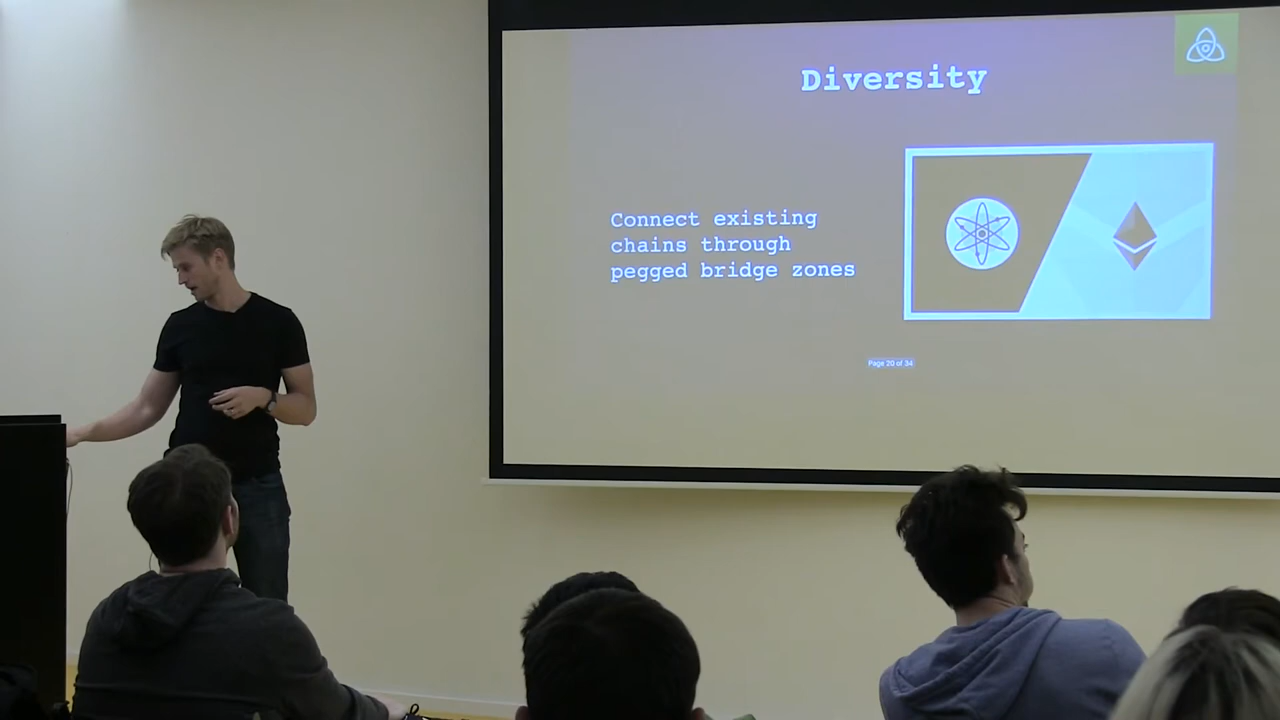 Diversity
Connect existing
chains through
pegged bridge zones
Page 20 of 34